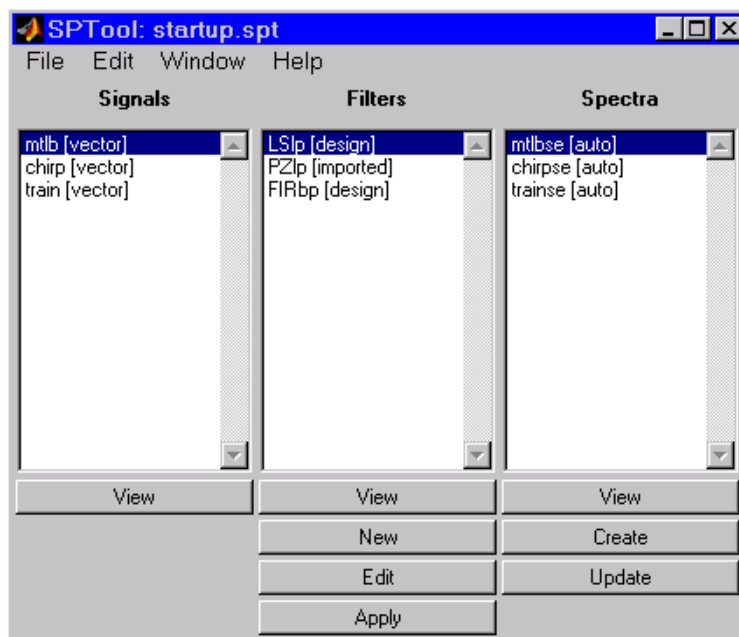 SPTool: startup.spt
File Edit Window Help
Signals Filters Spectra
mtlb [vector]
chirp [vector]
train [vector]
LSlp [design]
PZlp [imported]
FIRbp [design]
mtlbse [auto]
chirpse [auto]
trainse [auto]
View View View
New Create
Edit Update
Apply